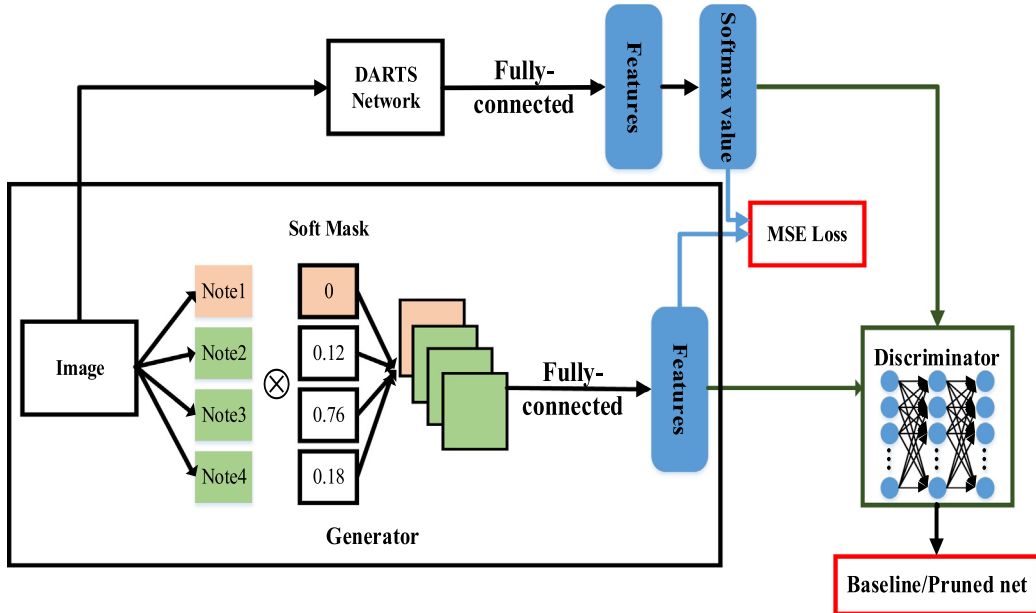 DARTS
Network
Fully-
connected
Features
Softmax value
MSE Loss
Soft Mask
Image
Note1
Note2
Note3
Note4
0
0.12
0.76
0.18
Fully-
connected
Features
Generator
Discriminator
Baseline/Pruned net